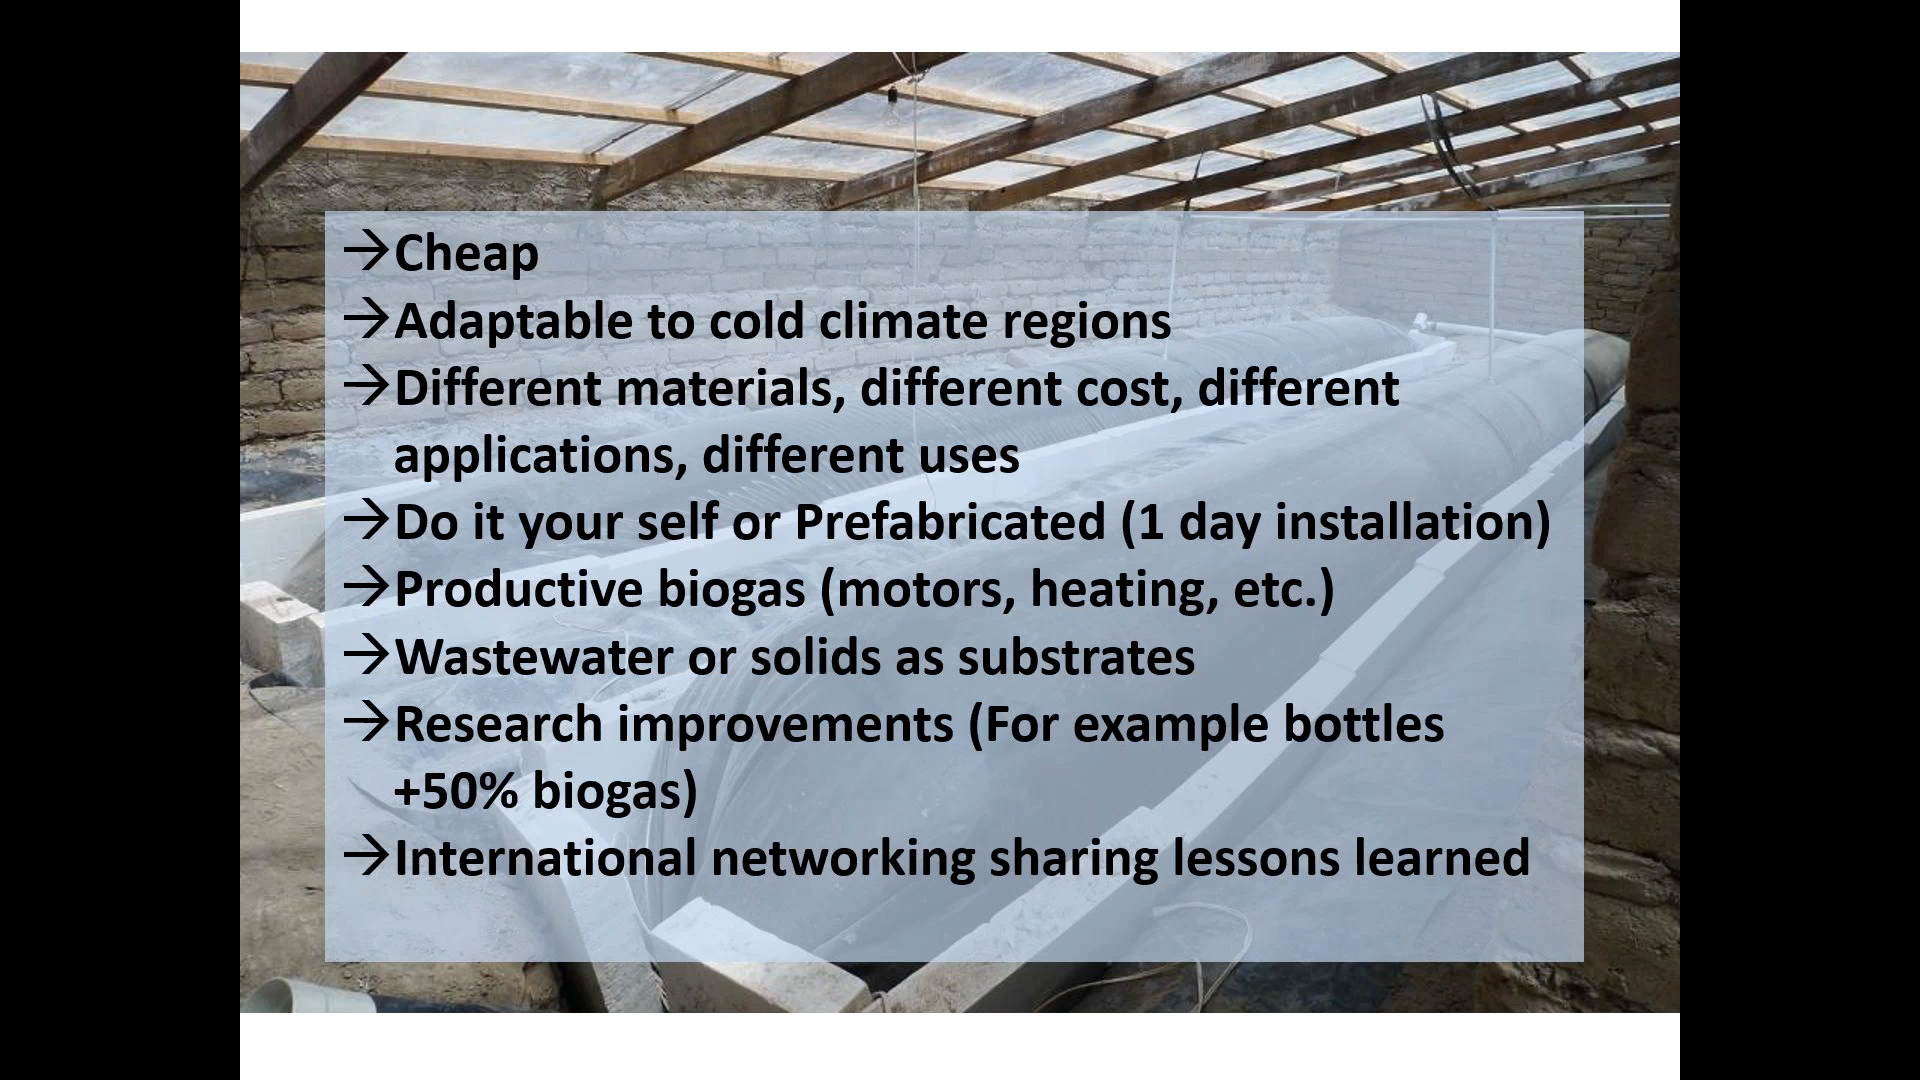 →Cheap
→Adaptable to cold climate regions
→Different materials, different cost, different
applications, different uses
→Do it your self or Prefabricated (1 day installation)
→Productive biogas (motors, heating, etc.)
→Wastewater or solids as substrates
→Research improvements (For example bottles
+50% biogas)
→International networking sharing lessons learned